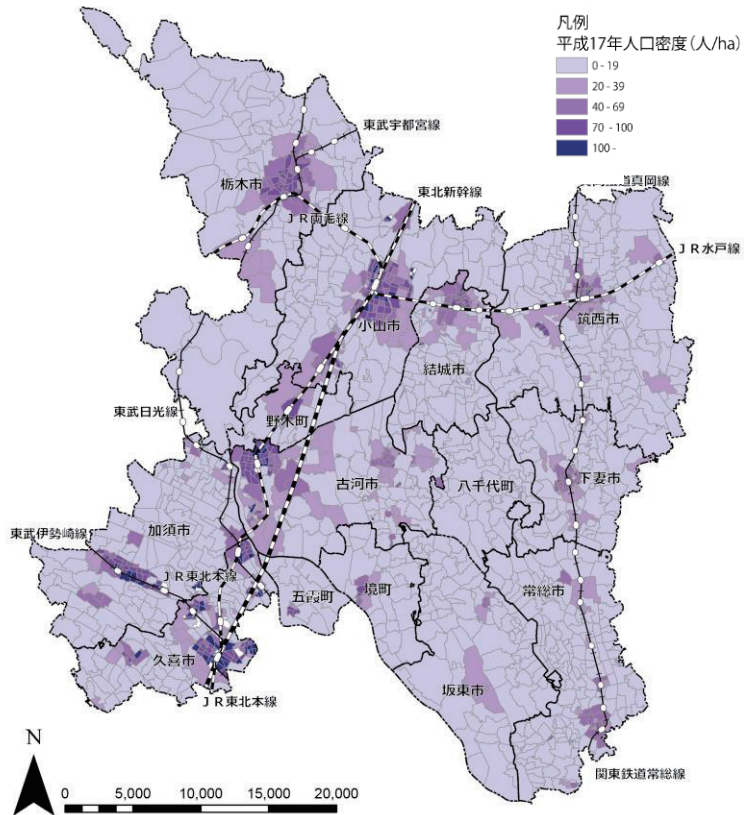 凡例
平成17年人口密度(人/ha)
0 - 19
20 - 39
40 - 69
70 - 100
100 -
東武宇都宮線
栃木市
東北新幹線
道真岡線
JR両毛線
JR水戸線
小山市
筑西市
結城市
東武日光線
野木町
古河市
八千代町
下妻市
加須市
東武伊勢崎線
JR東北本線
五霞町
境町
常総市
久喜市
坂東市
JR東北本線
関東鉄道常総線
N
0 5,000 10,000 15,000 20,000